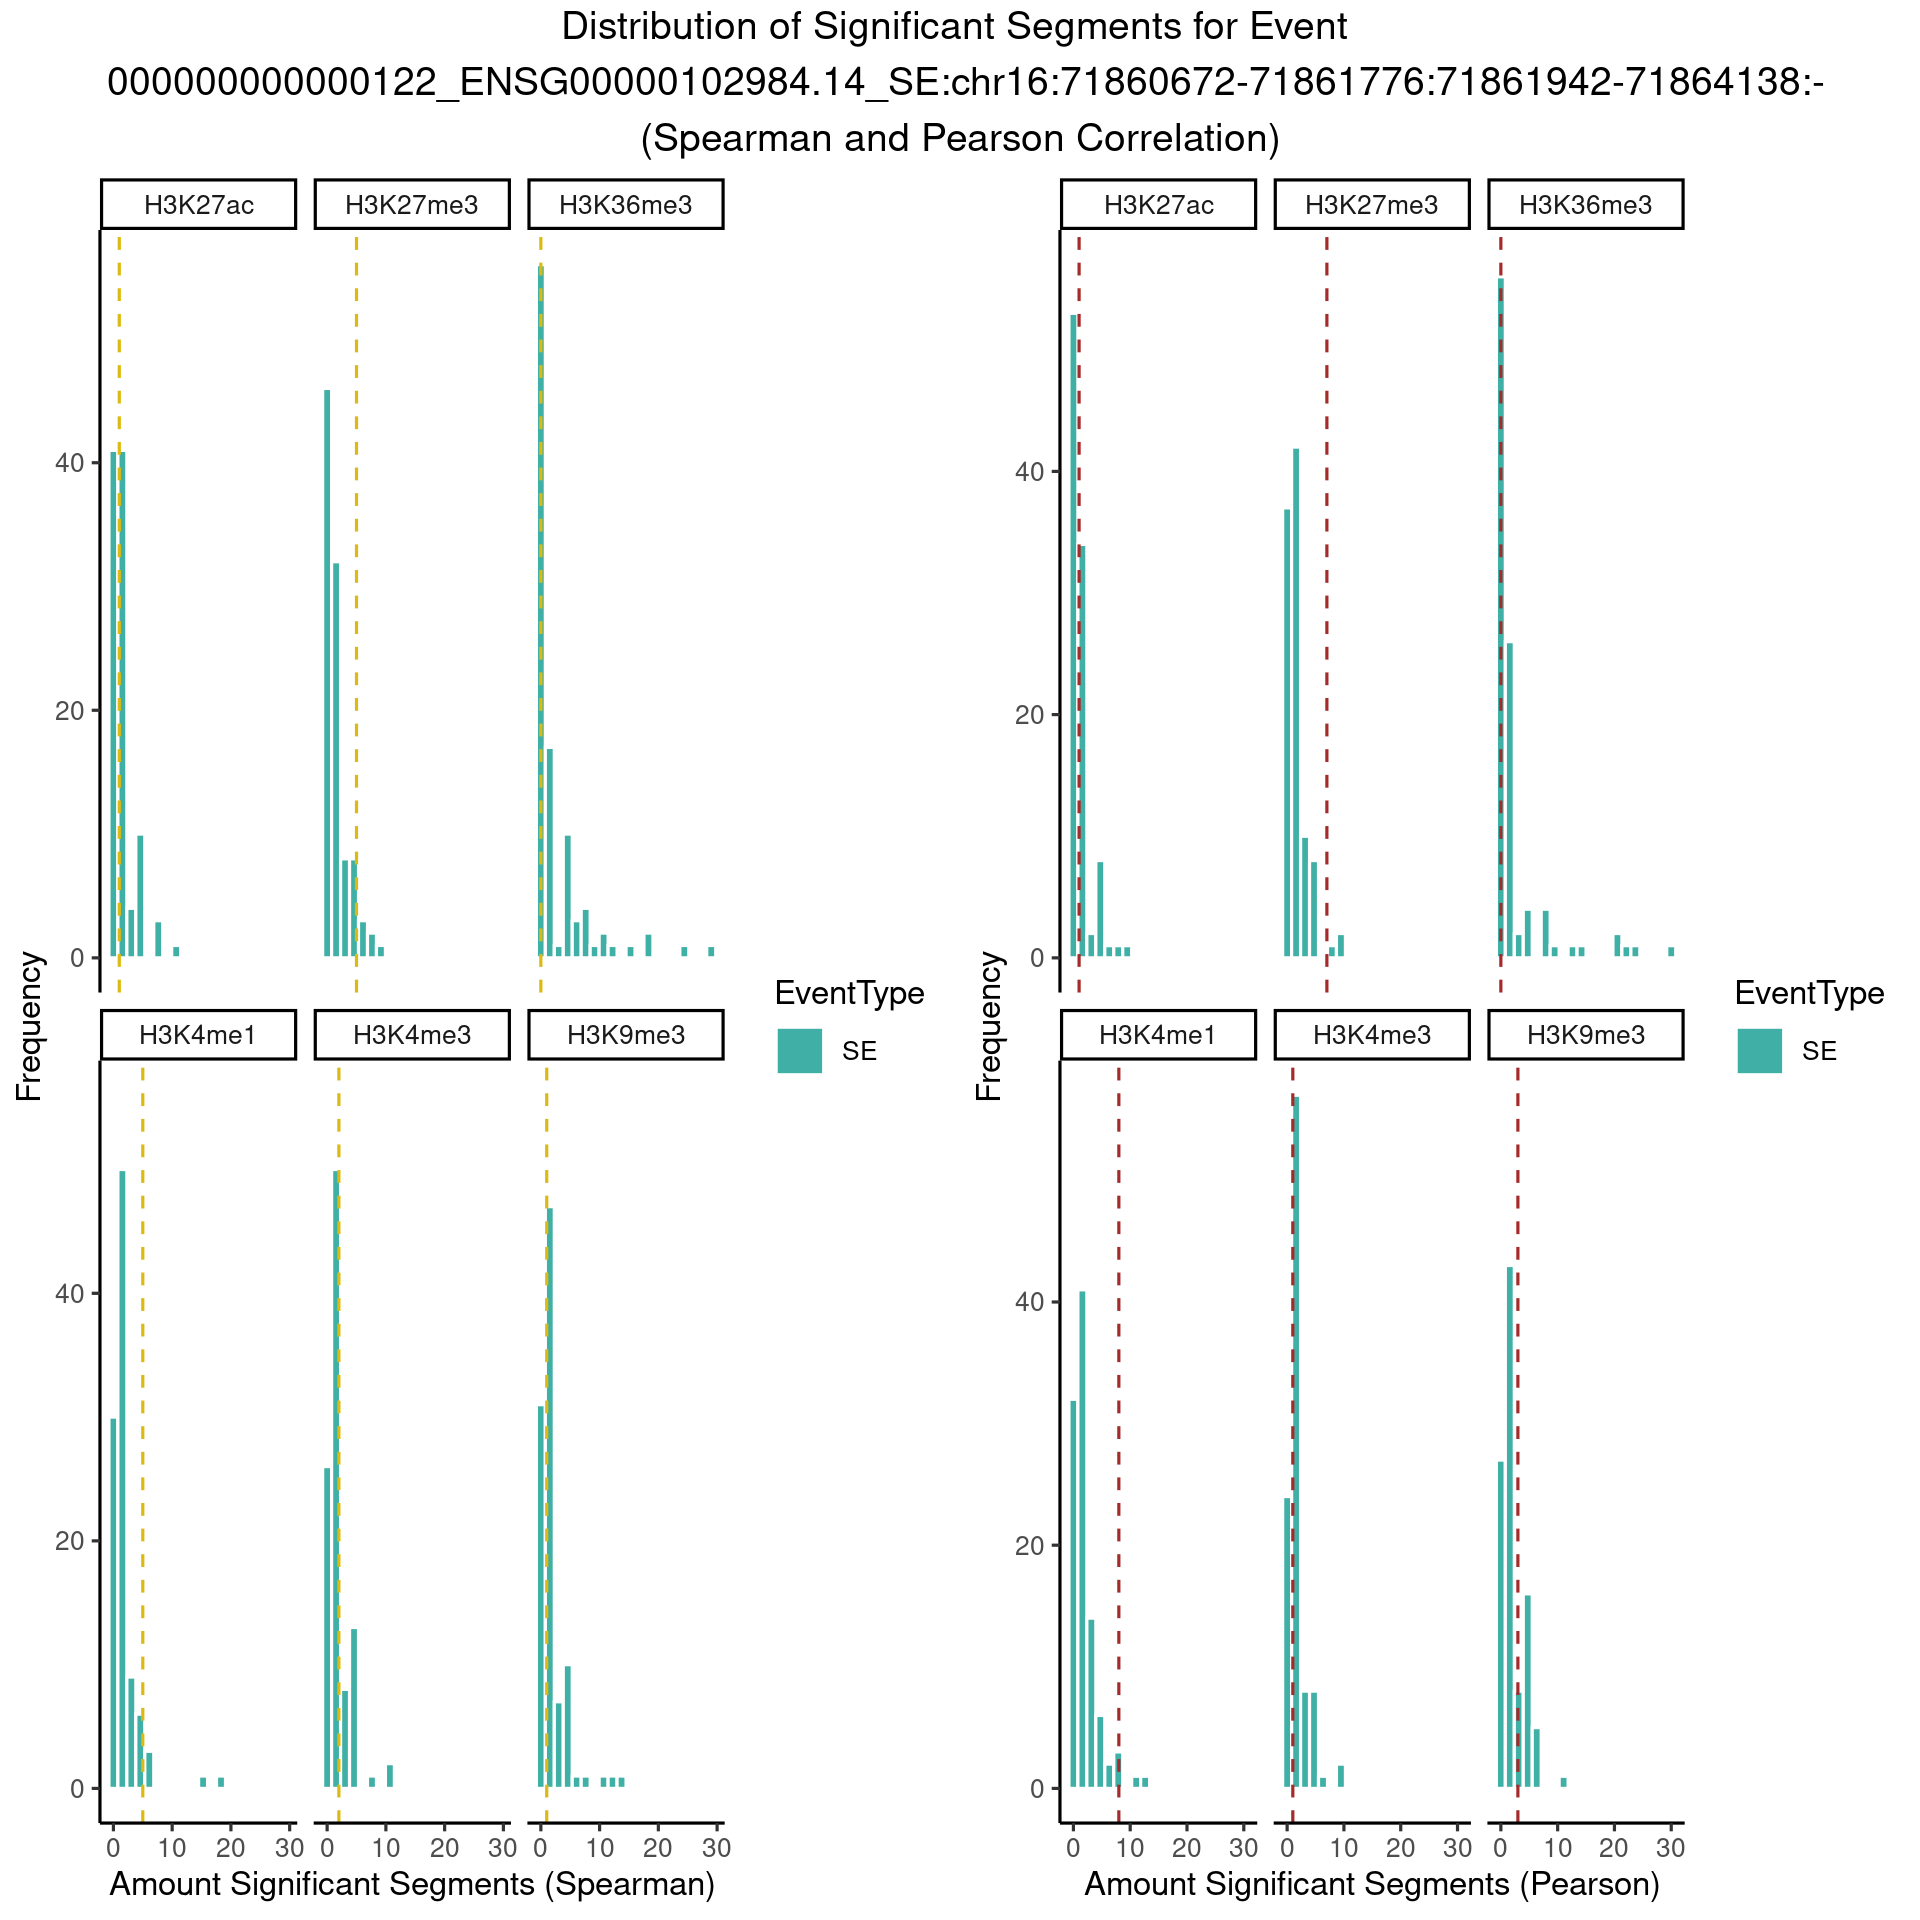 Distribution of Significant Segments for Event
000000000000122_ENSG00000102984.14_SE:chr16:71860672-71861776:71861942-71864138:-
(Spearman and Pearson Correlation)
H3K27ac H3K27me3 H3K36me3
40
20
0
H3K4me1 H3K4me3 H3K9me3
40
20
0
0 10 20 30 0 10 20 30 0 10 20 30
Frequency
Amount Significant Segments (Spearman)
EventType
SE
H3K27ac H3K27me3 H3K36me3
40
20
0
H3K4me1 H3K4me3 H3K9me3
40
20
0
0 10 20 30 0 10 20 30 0 10 20 30
Frequency
Amount Significant Segments (Pearson)
EventType
SE